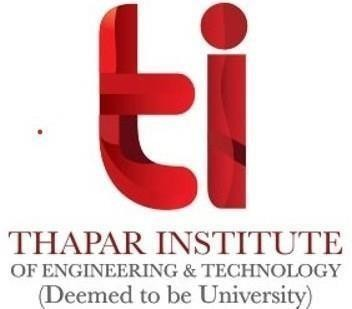 ti
THAPAR INSTITUTE
OF ENGINEERING & TECHNOLOGY
(Deemed to be University)